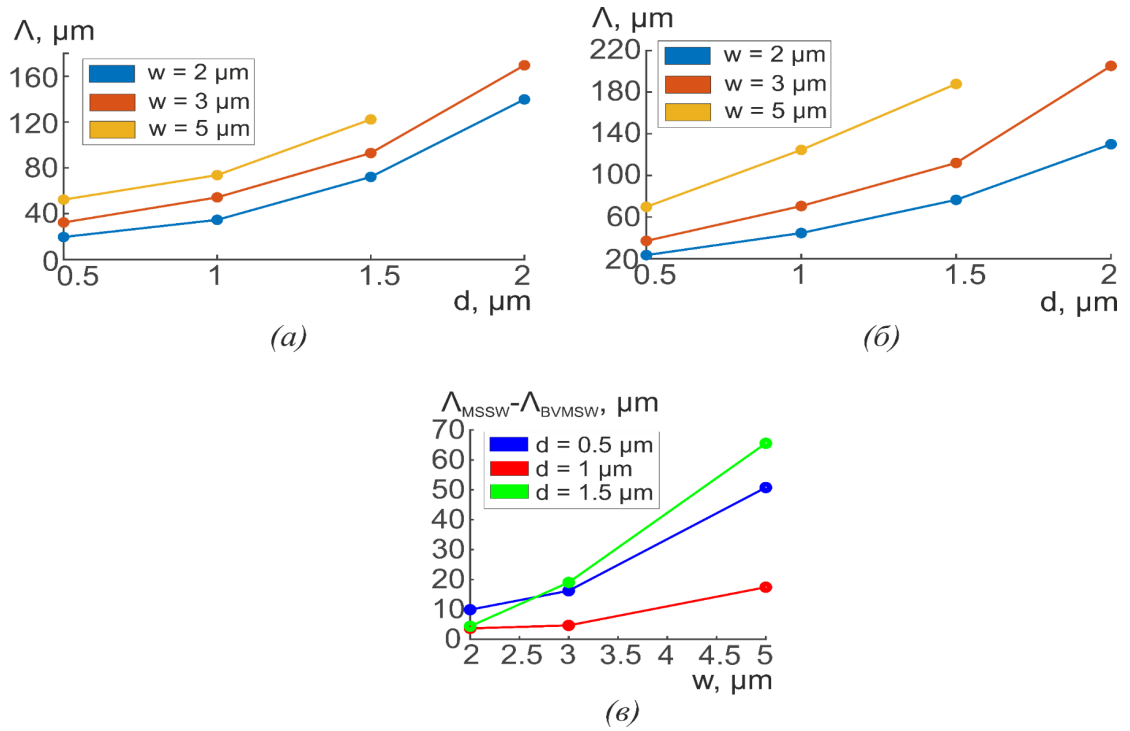 Λ, μm
160
120
80
40
0
w = 2 μm
w = 3 μm
w = 5 μm
0.5 1 1.5 2
d, μm
(а)
Λ, μm
220
180
140
100
60
20
w = 2 μm
w = 3 μm
w = 5 μm
0.5 1 1.5 2
d, μm
(б)
ΛMSSW-ΛBVMSW, μm
70
60
50
40
30
20
10
0
d = 0.5 μm
d = 1 μm
d = 1.5 μm
2 2.5 3 3.5 4 4.5 5
w, μm
(в)